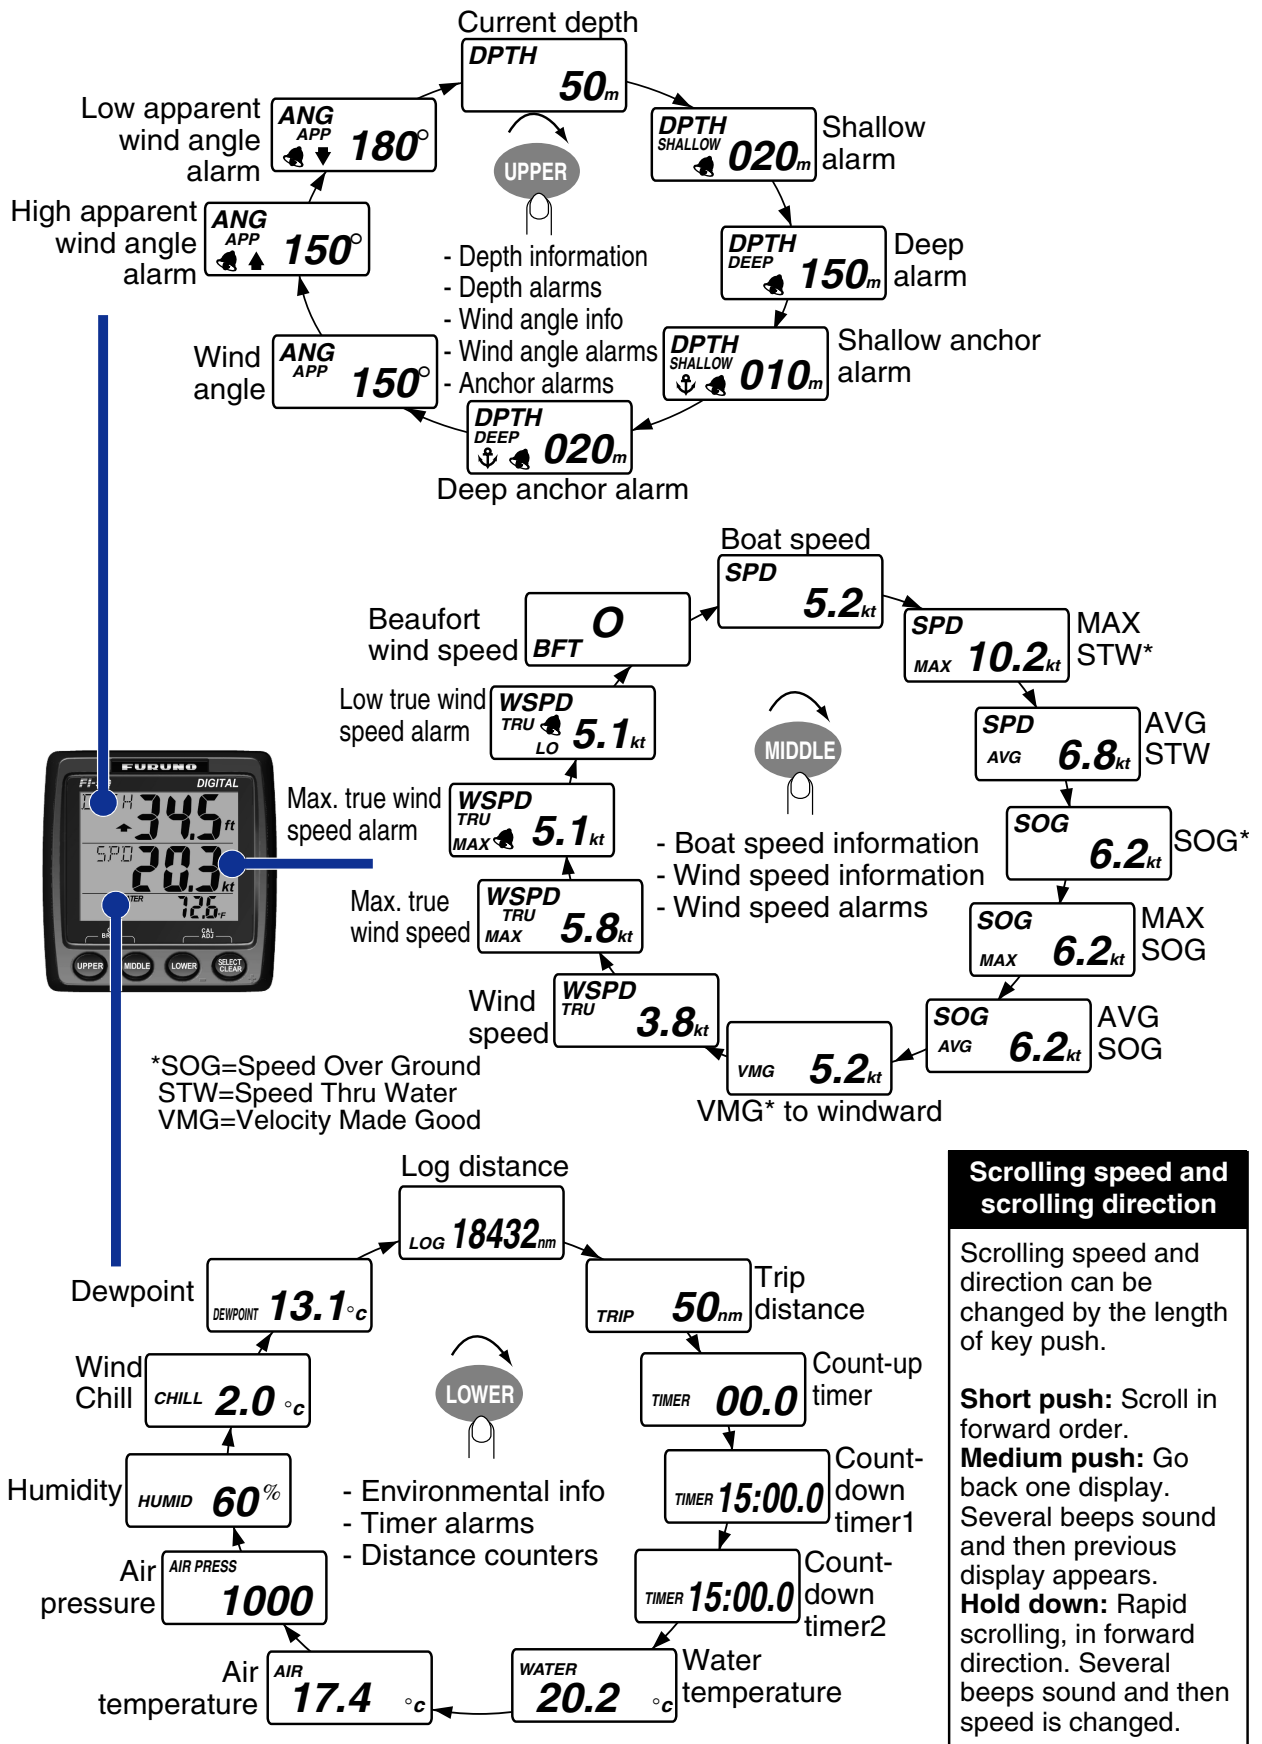 Current depth
DPTH
50m
Low apparent
wind angle
alarm
ANG
APP
180°
DPTH
SHALLOW
020m
Shallow
alarm
UPPER
High apparent
wind angle
alarm
ANG
APP
150°
DPTH
DEEP
150m
Deep
alarm
- Depth information
- Depth alarms
- Wind angle info
- Wind angle alarms
- Anchor alarms
Wind
angle
ANG
APP
150°
DPTH
SHALLOW
010m
Shallow anchor
alarm
DPTH
DEEP
020m
Deep anchor alarm
Boat speed
SPD
5.2kt
Beaufort
wind speed
O
BFT
SPD
MAX 10.2kt
MAX
STW*
Low true wind
speed alarm
WSPD
TRU
LO 5.1kt
MIDDLE
SPD
AVG 6.8kt
AVG
STW
FURUNO
DIGITAL
34.5 ft
SPD
20.3 kt
72.6°F
CAL
ADJ
UPPER
MIDDLE
LOWER
SELECT
CLEAR
Max. true wind
speed alarm
WSPD
TRU
MAX 5.1kt
SOG
6.2kt
SOG*
- Boat speed information
- Wind speed information
- Wind speed alarms
Max. true
wind speed
WSPD
TRU
MAX 5.8kt
SOG
MAX 6.2kt
MAX
SOG
Wind
speed
WSPD
TRU
3.8kt
VMG 5.2kt
VMG* to windward
SOG
AVG 6.2kt
AVG
SOG
*SOG=Speed Over Ground
STW=Speed Thru Water
VMG=Velocity Made Good
Log distance
LOG 18432nm
Dewpoint
DEWPOINT 13.1°c
TRIP 50nm
Trip
distance
Wind
Chill
CHILL 2.0 °c
LOWER
TIMER 00.0
Count-up
timer
Humidity
HUMID 60%
- Environmental info
- Timer alarms
- Distance counters
TIMER 15:00.0
Count-
down
timer1
Air
pressure
AIR PRESS
1000
TIMER 15:00.0
Count-
down
timer2
Air
temperature
AIR
17.4 °c
WATER
20.2 °c
Water
temperature
Scrolling speed and
scrolling direction
Scrolling speed and
direction can be
changed by the length
of key push.
Short push: Scroll in
forward order.
Medium push: Go
back one display.
Several beeps sound
and then previous
display appears.
Hold down: Rapid
scrolling, in forward
direction. Several
beeps sound and then
speed is changed.